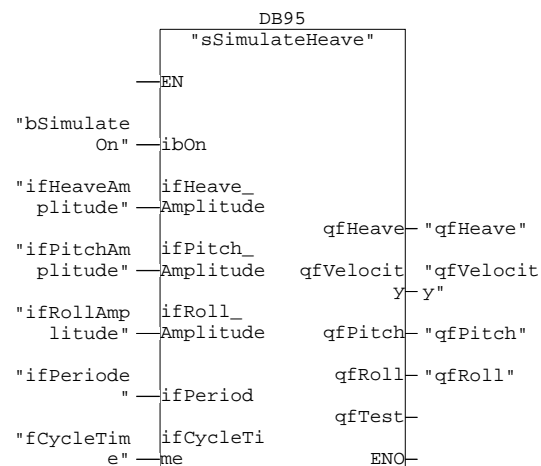 DB95
"sSimulateHeave"
EN
"bSimulate
On" ibOn
"ifHeaveAm ifHeave_
plitude" Amplitude
qfHeave "qfHeave"
"ifPitchAm ifPitch_
plitude" Amplitude
qfVelocit "qfVelocit
y y"
"ifRollAmp ifRoll_
litude" Amplitude
qfPitch "qfPitch"
"ifPeriode
" ifPeriod
qfRoll "qfRoll"
qfTest
"fCycleTim ifCycleTi
e" me
ENO